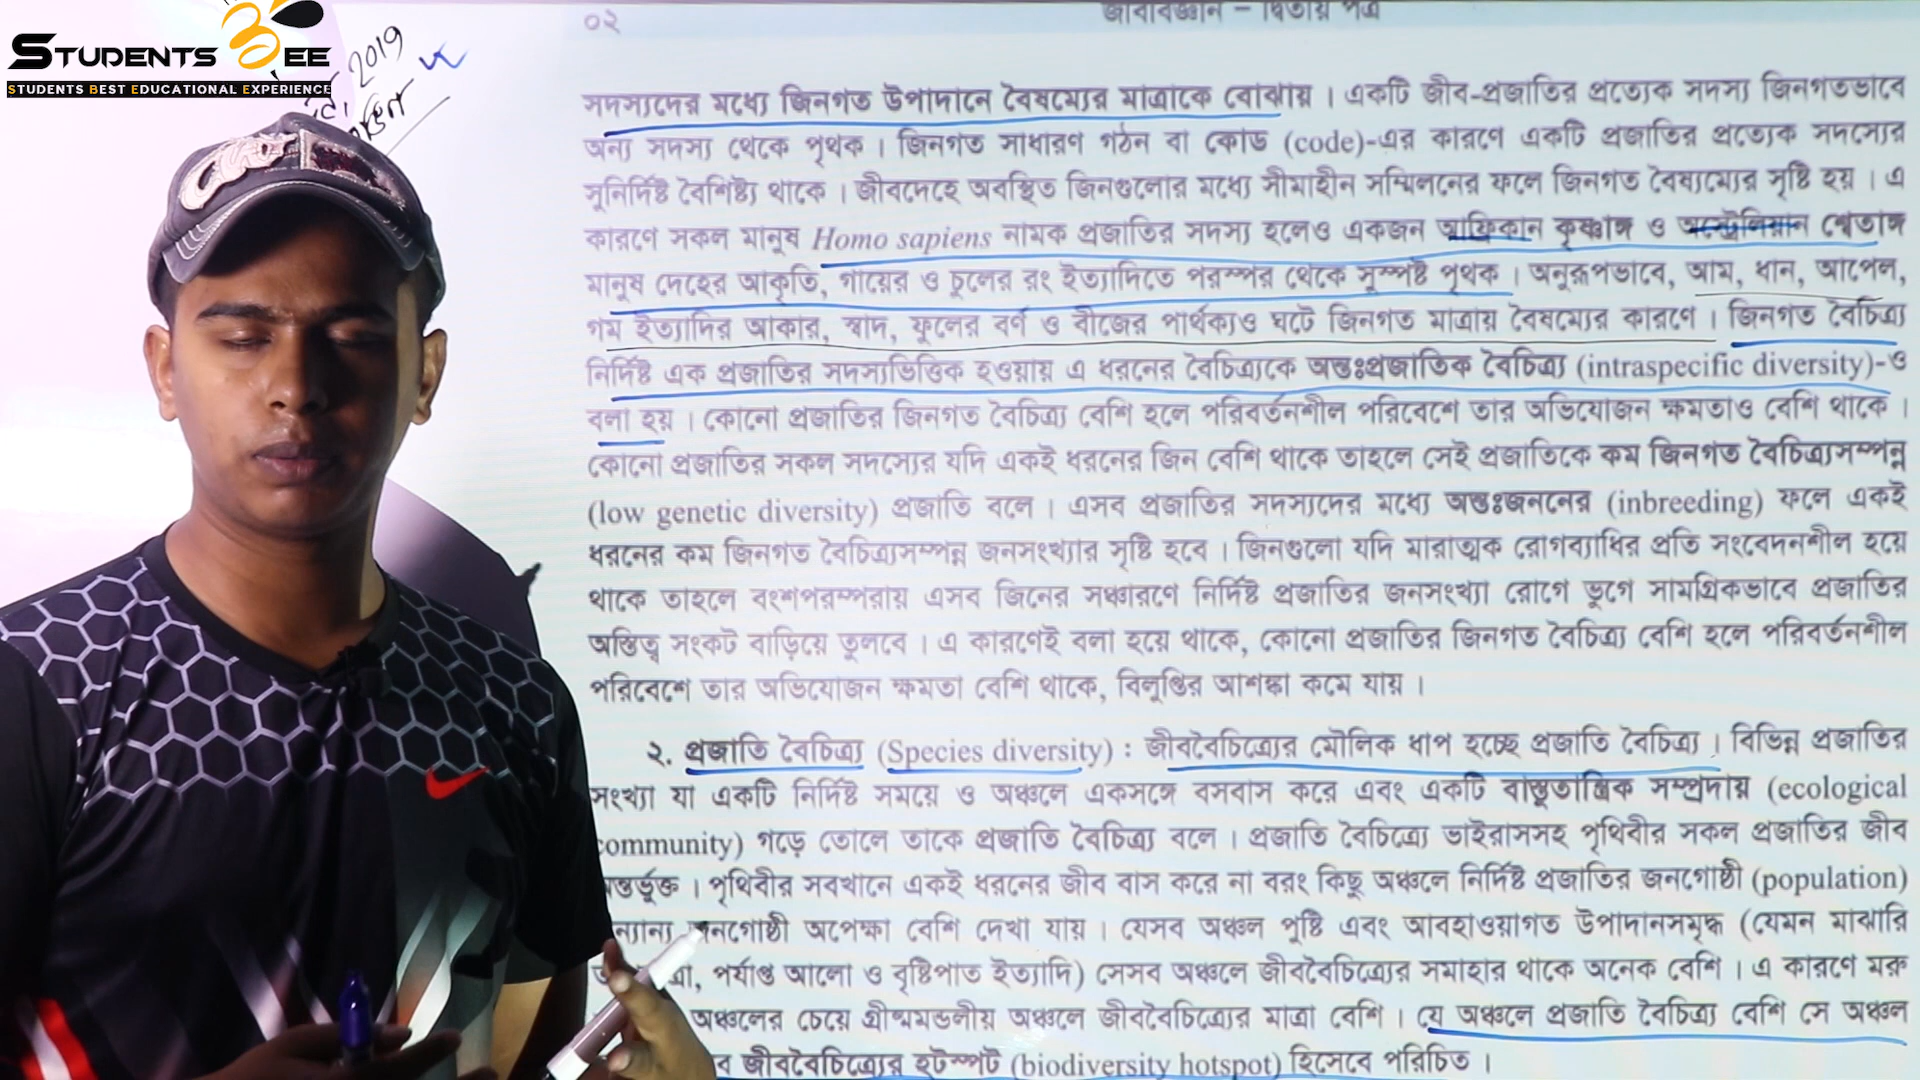 STUDENTS BEE
STUDENTS BEST EDUCATIONAL EXPERIENCE
2019
০২
জীববিজ্ঞান – দ্বিতীয় পত্র
সদস্যদের মধ্যে জিনগত উপাদানে বৈষম্যের মাত্রাকে বোঝায় । একটি জীব-প্রজাতির প্রত্যেক সদস্য জিনগতভাবে
অন্য সদস্য থেকে পৃথক । জিনগত সাধারণ গঠন বা কোড (code)-এর কারণে একটি প্রজাতির প্রত্যেক সদস্যের
সুনির্দিষ্ট বৈশিষ্ট্য থাকে । জীবদেহে অবস্থিত জিনগুলোর মধ্যে সীমাহীন সম্মিলনের ফলে জিনগত বৈষ্যম্যের সৃষ্টি হয় । এ
কারণে সকল মানুষ Homo sapiens নামক প্রজাতির সদস্য হলেও একজন আফ্রিকান কৃষ্ণাঙ্গ ও অস্ট্রেলিয়ান শ্বেতাঙ্গ
মানুষ দেহের আকৃতি, গায়ের ও চুলের রং ইত্যাদিতে পরস্পর থেকে সুস্পষ্ট পৃথক । অনুরূপভাবে, আম, ধান, আপেল,
গম ইত্যাদির আকার, স্বাদ, ফুলের বর্ণ ও বীজের পার্থক্যও ঘটে জিনগত মাত্রায় বৈষম্যের কারণে । জিনগত বৈচিত্র্য
নির্দিষ্ট এক প্রজাতির সদস্যভিত্তিক হওয়ায় এ ধরনের বৈচিত্র্যকে অন্তঃপ্রজাতিক বৈচিত্র্য (intraspecific diversity)-ও
বলা হয় । কোনো প্রজাতির জিনগত বৈচিত্র্য বেশি হলে পরিবর্তনশীল পরিবেশে তার অভিযোজন ক্ষমতাও বেশি থাকে ।
কোনো প্রজাতির সকল সদস্যের যদি একই ধরনের জিন বেশি থাকে তাহলে সেই প্রজাতিকে কম জিনগত বৈচিত্র্যসম্পন্ন
(low genetic diversity) প্রজাতি বলে । এসব প্রজাতির সদস্যদের মধ্যে অন্তঃজননের (inbreeding) ফলে একই
ধরনের কম জিনগত বৈচিত্র্যসম্পন্ন জনসংখ্যার সৃষ্টি হবে । জিনগুলো যদি মারাত্মক রোগব্যাধির প্রতি সংবেদনশীল হয়ে
থাকে তাহলে বংশপরম্পরায় এসব জিনের সঞ্চারণে নির্দিষ্ট প্রজাতির জনসংখ্যা রোগে ভুগে সামগ্রিকভাবে প্রজাতির
অস্তিত্ব সংকট বাড়িয়ে তুলবে । এ কারণেই বলা হয়ে থাকে, কোনো প্রজাতির জিনগত বৈচিত্র্য বেশি হলে পরিবর্তনশীল
পরিবেশে তার অভিযোজন ক্ষমতা বেশি থাকে, বিলুপ্তির আশঙ্কা কমে যায় ।
২. প্রজাতি বৈচিত্র্য (Species diversity) : জীববৈচিত্র্যের মৌলিক ধাপ হচ্ছে প্রজাতি বৈচিত্র্য । বিভিন্ন প্রজাতির
সংখ্যা যা একটি নির্দিষ্ট সময়ে ও অঞ্চলে একসঙ্গে বসবাস করে এবং একটি বাস্তুতান্ত্রিক সম্প্রদায় (ecological
community) গড়ে তোলে তাকে প্রজাতি বৈচিত্র্য বলে । প্রজাতি বৈচিত্র্যে ভাইরাসসহ পৃথিবীর সকল প্রজাতির জীব
ন্তর্ভুক্ত । পৃথিবীর সবখানে একই ধরনের জীব বাস করে না বরং কিছু অঞ্চলে নির্দিষ্ট প্রজাতির জনগোষ্ঠী (population)
ন্যান্য জনগোষ্ঠী অপেক্ষা বেশি দেখা যায় । যেসব অঞ্চল পুষ্টি এবং আবহাওয়াগত উপাদানসমৃদ্ধ (যেমন মাঝারি
ত্রা, পর্যাপ্ত আলো ও বৃষ্টিপাত ইত্যাদি) সেসব অঞ্চলে জীববৈচিত্র্যের সমাহার থাকে অনেক বেশি । এ কারণে মরু
অঞ্চলের চেয়ে গ্রীষ্মমন্ডলীয় অঞ্চলে জীববৈচিত্র্যের মাত্রা বেশি । যে অঞ্চলে প্রজাতি বৈচিত্র্য বেশি সে অঞ্চল
ব জীববৈচিত্র্যের হটস্পট (biodiversity hotspot) হিসেবে পরিচিত ।